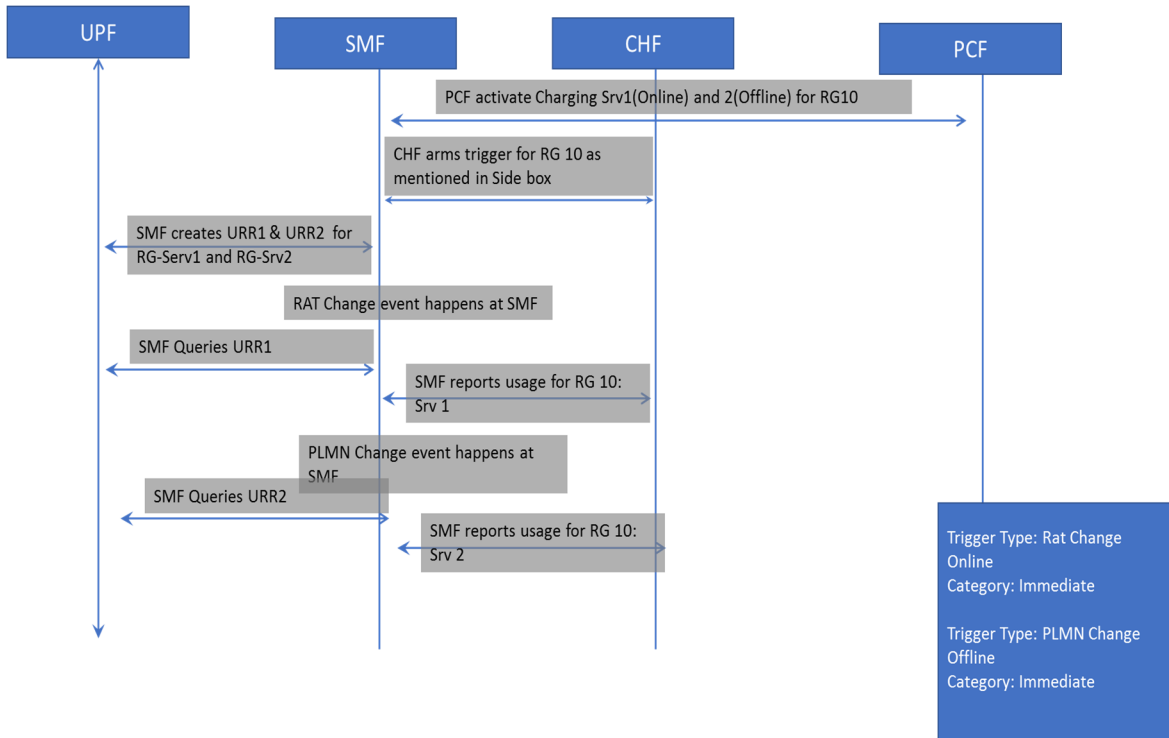 UPF
SMF
CHF
PCF
PCF activate Charging Srv1(Online) and 2(Offline) for RG10
CHF arms trigger for RG 10 as
mentioned in Side box
SMF creates URR1 & URR2 for
RG-Serv1 and RG-Srv2
RAT Change event happens at SMF
SMF Queries URR1
SMF reports usage for RG 10:
Srv 1
PLMN Change event happens at
SMF
SMF Queries URR2
SMF reports usage for RG 10:
Srv 2
Trigger Type: Rat Change
Online
Category: Immediate
Trigger Type: PLMN Change
Offline
Category: Immediate